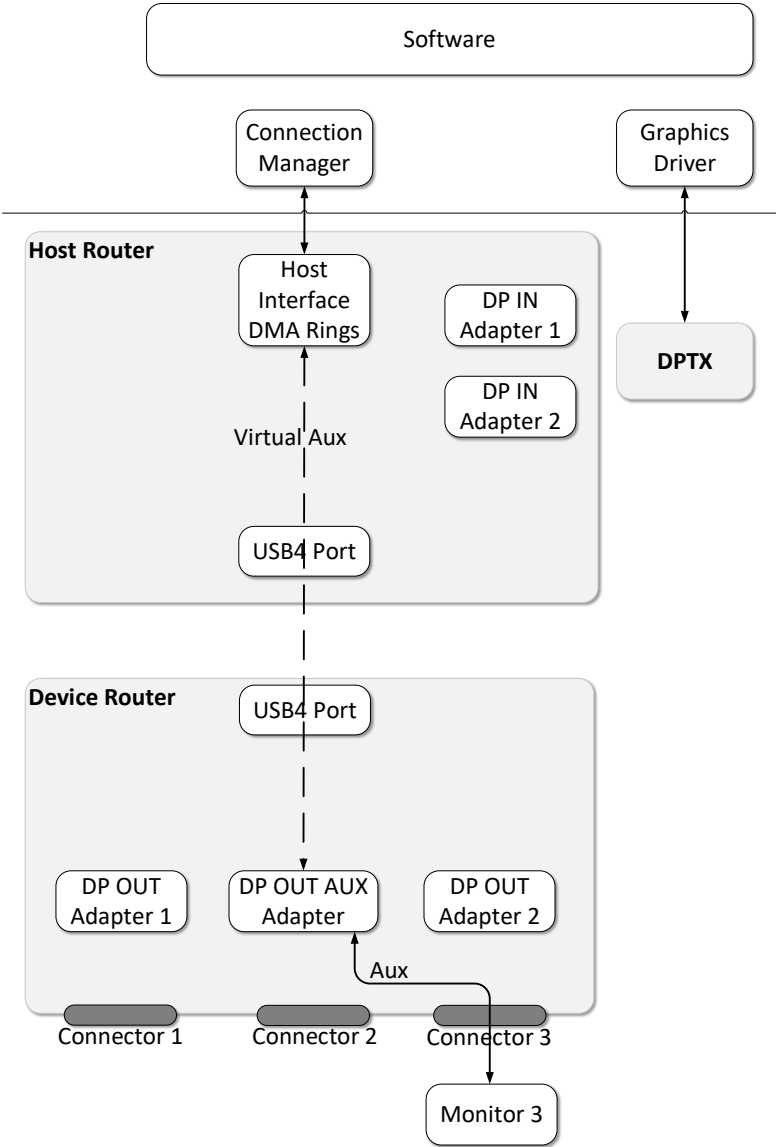 Software
Connection
Manager
Graphics
Driver
Host Router
Host
Interface
DMA Rings
DP IN
Adapter 1
DPTX
DP IN
Adapter 2
Virtual Aux
USB4 Port
Device Router
USB4 Port
DP OUT
Adapter 1
DP OUT AUX
Adapter
DP OUT
Adapter 2
Aux
Connector 1
Connector 2
Connector 3
Monitor 3